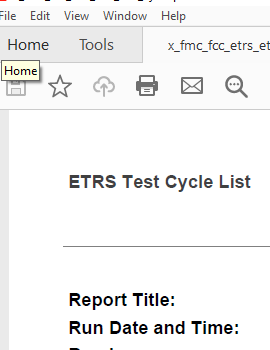 File Edit View Window Help
Home Tools x_fmc_fcc_etrs_et
Home
ETRS Test Cycle List
Report Title:
Run Date and Time: